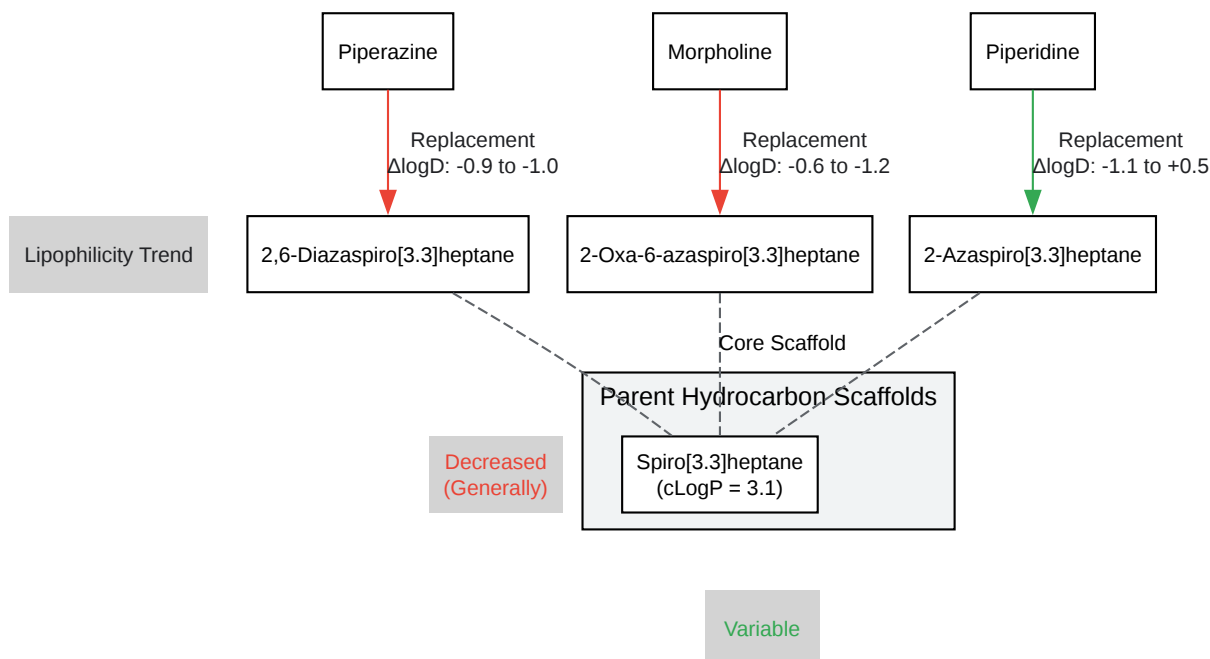 Piperazine
Morpholine
Piperidine
Replacement
ΔlogD: -0.9 to -1.0
Replacement
ΔlogD: -0.6 to -1.2
Replacement
ΔlogD: -1.1 to +0.5
Lipophilicity Trend
2,6-Diazaspiro[3.3]heptane
2-Oxa-6-azaspiro[3.3]heptane
2-Azaspiro[3.3]heptane
Core Scaffold
Parent Hydrocarbon Scaffolds
Decreased
(Generally)
Spiro[3.3]heptane
(cLogP = 3.1)
Variable